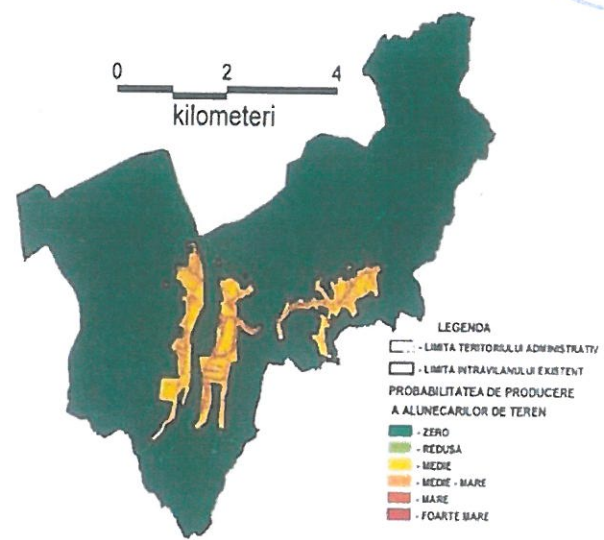 0 2 4
kilometeri
LEGENDA
- LIMITA TERITORIULUI ADMINISTRATIV
- LIMITA INTRAVILANULUI EXISTENT
PROBABILITATEA DE PRODUCERE
A ALUNECARILOR DE TEREN
- ZERO
- REDUSA
- MEDIE
- MEDIE - MARE
- MARE
- FOARTE MARE